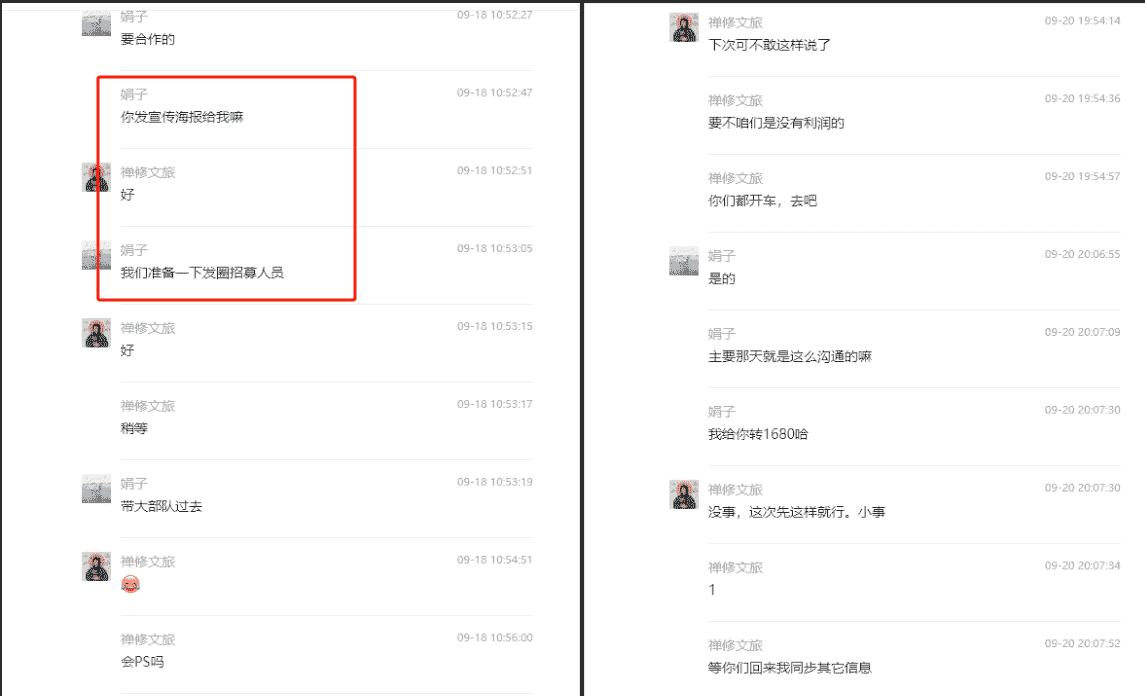 娟子
09-18 10:52:27
要合作的
娟子
09-18 10:52:47
你发宣传海报给我嘛
禅修文旅
09-18 10:52:51
好
娟子
09-18 10:53:05
我们准备一下发圈招募人员
禅修文旅
09-18 10:53:15
好
禅修文旅
09-18 10:53:17
稍等
娟子
09-18 10:53:19
带大部队过去
禅修文旅
09-18 10:54:51
禅修文旅
09-18 10:56:00
会PS吗
禅修文旅
09-20 19:54:14
下次可不敢这样说了
禅修文旅
09-20 19:54:36
要不咱们是没有利润的
禅修文旅
09-20 19:54:57
你们都开车，去吧
娟子
09-20 20:06:55
是的
娟子
09-20 20:07:09
主要那天就是这么沟通的嘛
娟子
09-20 20:07:30
我给你转1680哈
禅修文旅
09-20 20:07:30
没事，这次先这样就行。小事
禅修文旅
09-20 20:07:34
1
禅修文旅
09-20 20:07:52
等你们回来我同步其它信息